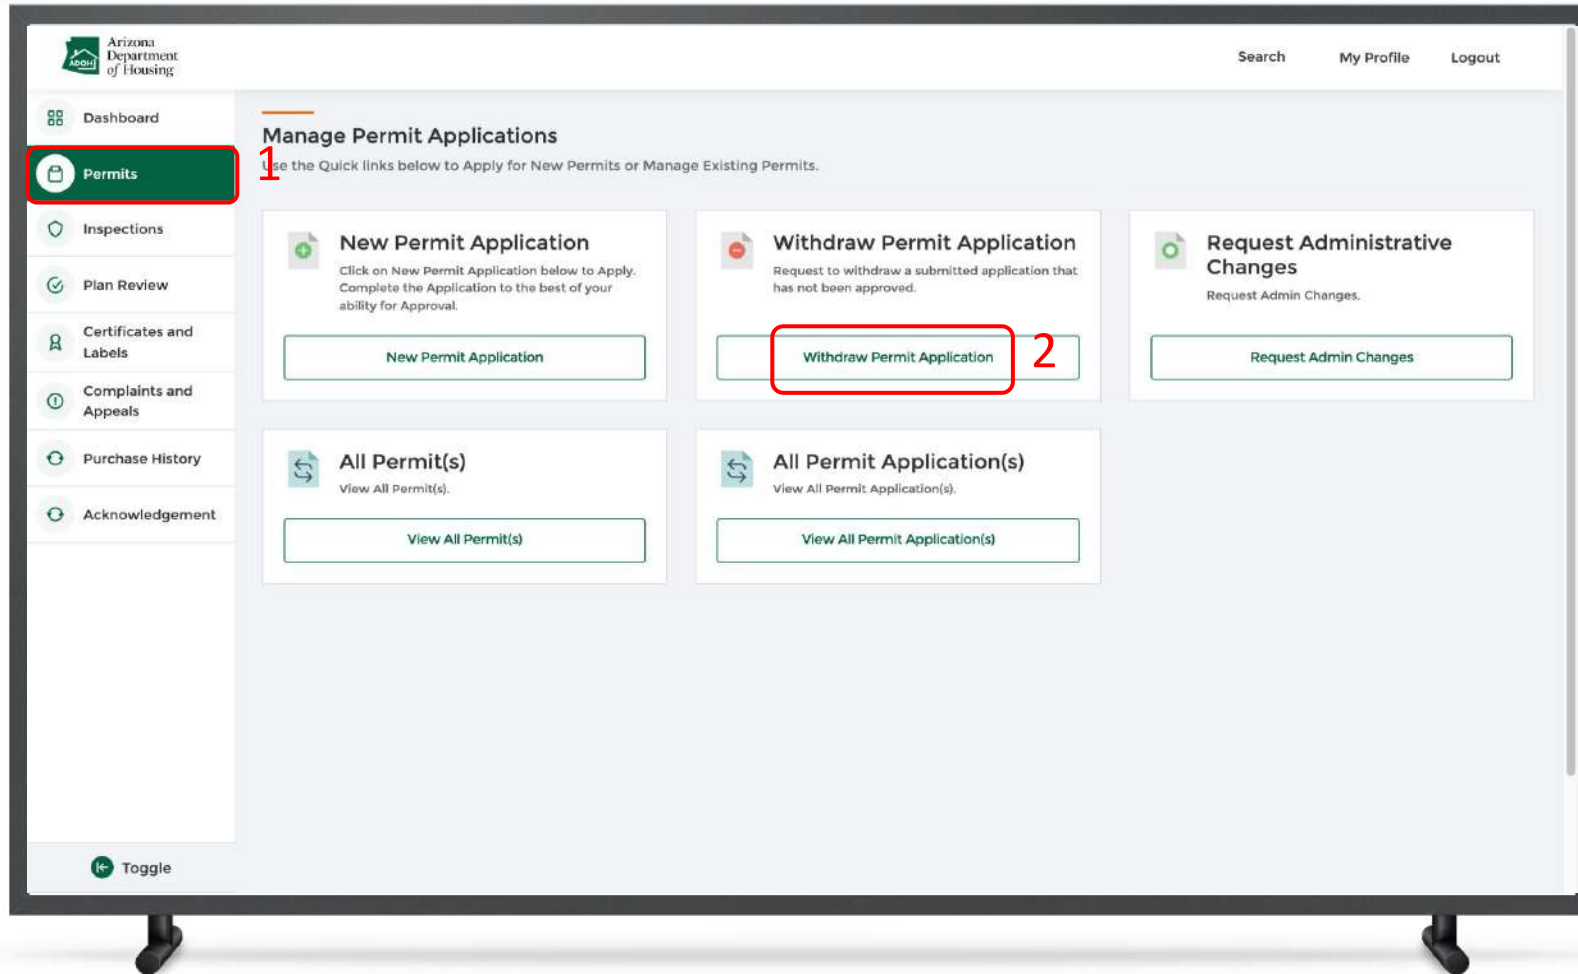 Arizona
Department
of Housing
ADOH
Search My Profile Logout
Dashboard
Permits
1
Inspections
Plan Review
Certificates and
Labels
Complaints and
Appeals
Purchase History
Acknowledgement
Toggle
Manage Permit Applications
Use the Quick links below to Apply for New Permits or Manage Existing Permits.
New Permit Application
Click on New Permit Application below to Apply.
Complete the Application to the best of your
ability for Approval.
New Permit Application
Withdraw Permit Application
Request to withdraw a submitted application that
has not been approved.
Withdraw Permit Application
2
Request Administrative
Changes
Request Admin Changes.
Request Admin Changes
All Permit(s)
View All Permit(s).
View All Permit(s)
All Permit Application(s)
View All Permit Application(s).
View All Permit Application(s)